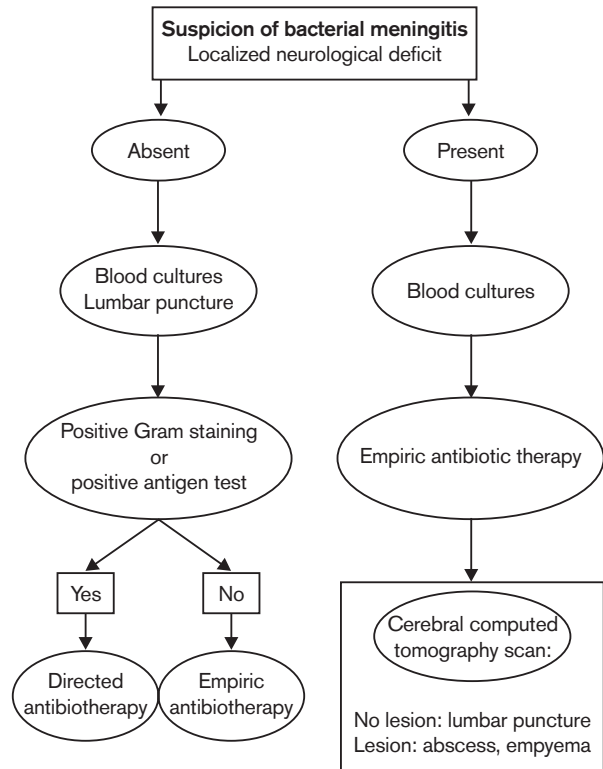 Suspicion of bacterial meningitis
Localized neurological deficit
Absent
Present
Blood cultures
Lumbar puncture
Blood cultures
Positive Gram staining
or
positive antigen test
Empiric antibiotic therapy
Yes
No
Directed
antibiotherapy
Empiric
antibiotherapy
Cerebral computed
tomography scan:
No lesion: lumbar puncture
Lesion: abscess, empyema